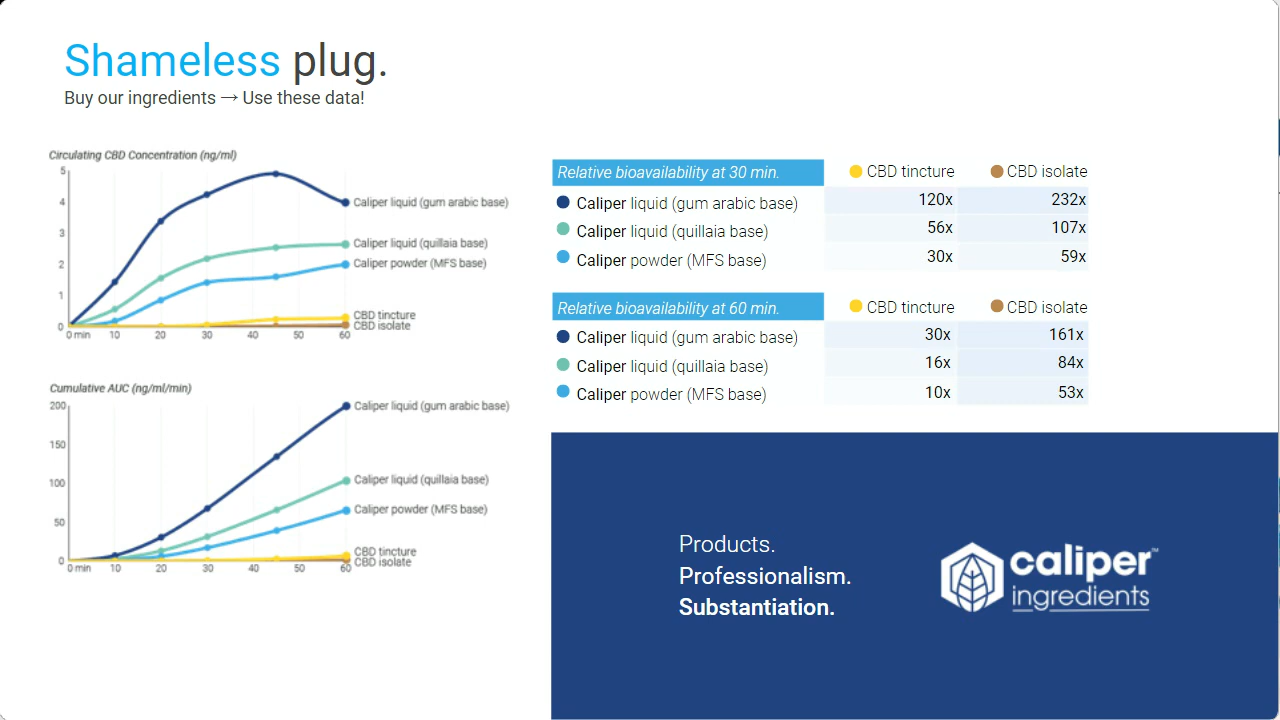 Shameless plug.
Buy our ingredients → Use these data!
Circulating CBD Concentration (ng/ml)
5
4
3
2
1
0
0 min 10 20 30 40 50 60
Caliper liquid (gum arabic base)
Caliper liquid (quillaia base)
Caliper powder (MFS base)
CBD tincture
CBD isolate
Cumulative AUC (ng/ml/min)
200
150
100
50
0
0 min 10 20 30 40 50 60
Caliper liquid (gum arabic base)
Caliper liquid (quillaia base)
Caliper powder (MFS base)
CBD tincture
CBD isolate
Relative bioavailability at 30 min. CBD tincture CBD isolate
Caliper liquid (gum arabic base) 120x 232x
Caliper liquid (quillaia base) 56x 107x
Caliper powder (MFS base) 30x 59x
Relative bioavailability at 60 min. CBD tincture CBD isolate
Caliper liquid (gum arabic base) 30x 161x
Caliper liquid (quillaia base) 16x 84x
Caliper powder (MFS base) 10x 53x
Products.
Professionalism.
Substantiation.
caliper™
ingredients